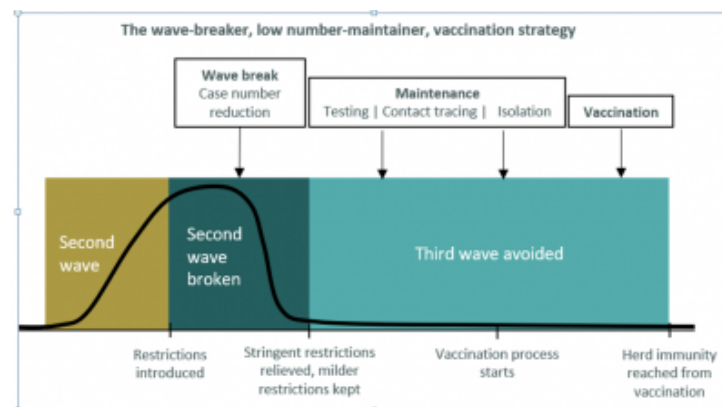 The wave-breaker, low number-maintainer, vaccination strategy
Wave break
Case number
reduction
Maintenance
Testing | Contact tracing | Isolation
Vaccination
Second
wave
Second
wave
broken
Third wave avoided
Restrictions
introduced
Stringent restrictions
relieved, milder
restrictions kept
Vaccination process
starts
Herd immunity
reached from
vaccination